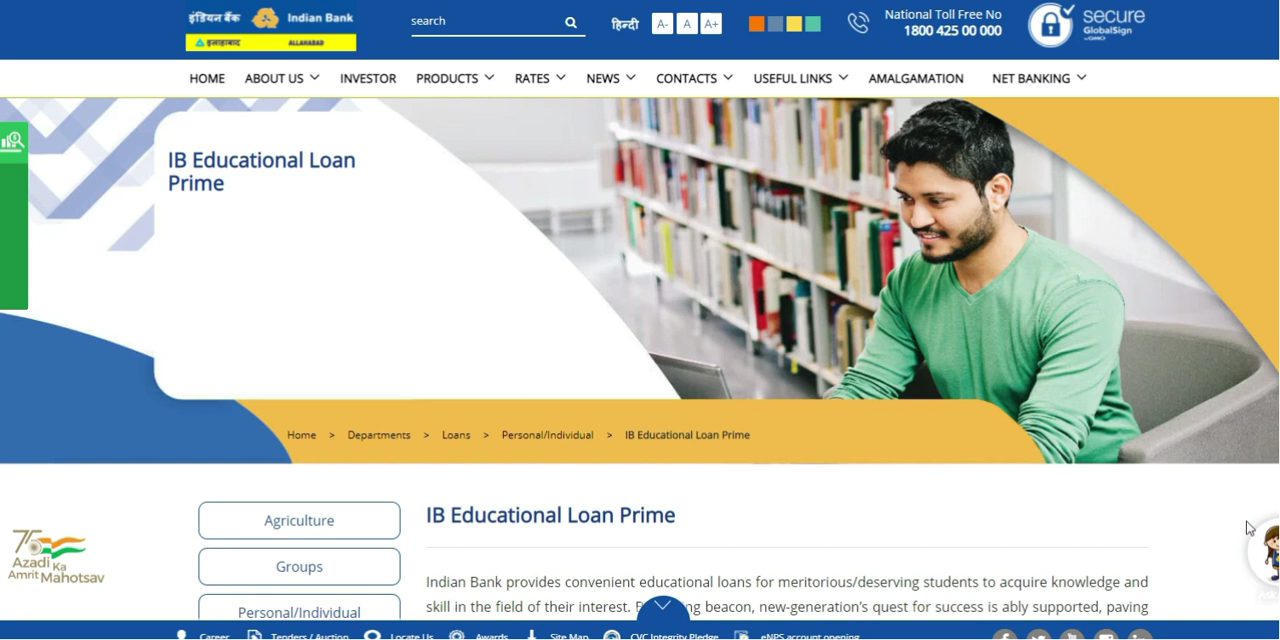 इंडियन बैंक Indian Bank
इलाहाबाद ALLAHABAD
search
हिन्दी
A- A A+
National Toll Free No
1800 425 00 000
secure
GlobalSign
by GMO
HOME ABOUT US INVESTOR PRODUCTS RATES NEWS CONTACTS USEFUL LINKS AMALGAMATION NET BANKING
IB Educational Loan
Prime
Home > Departments > Loans > Personal/Individual > IB Educational Loan Prime
Agriculture
Groups
Personal/Individual
75
Azadi Ka
Amrit Mahotsav
IB Educational Loan Prime
Indian Bank provides convenient educational loans for meritorious/deserving students to acquire knowledge and
skill in the field of their interest. ng beacon, new-generation’s quest for success is ably supported, paving
Career Tenders / Auction Locate Us Awards Site Map CVC Integrity Pledge eNPS account opening